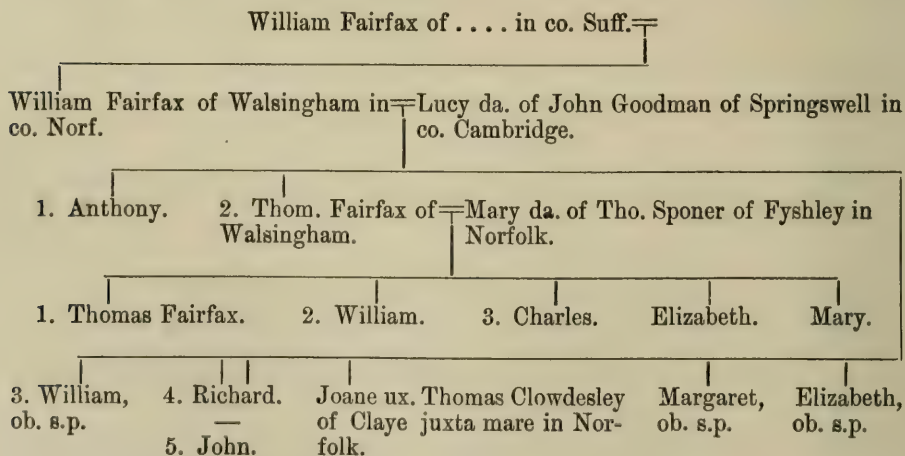 William Fairfax of .... in co. Suff.
William Fairfax of Walsingham in
co. Norf.
Lucy da. of John Goodman of Springswell in
co. Cambridge.
1. Anthony.
2. Thom. Fairfax of
Walsingham.
Mary da. of Tho. Sponer of Fyshley in
Norfolk.
1. Thomas Fairfax.
2. William.
3. Charles.
Elizabeth.
Mary.
3. William,
ob. s.p.
4. Richard.
—
5. John.
Joane ux. Thomas Clowdesley
of Claye juxta mare in Nor-
folk.
Margaret,
ob. s.p.
Elizabeth,
ob. s.p.